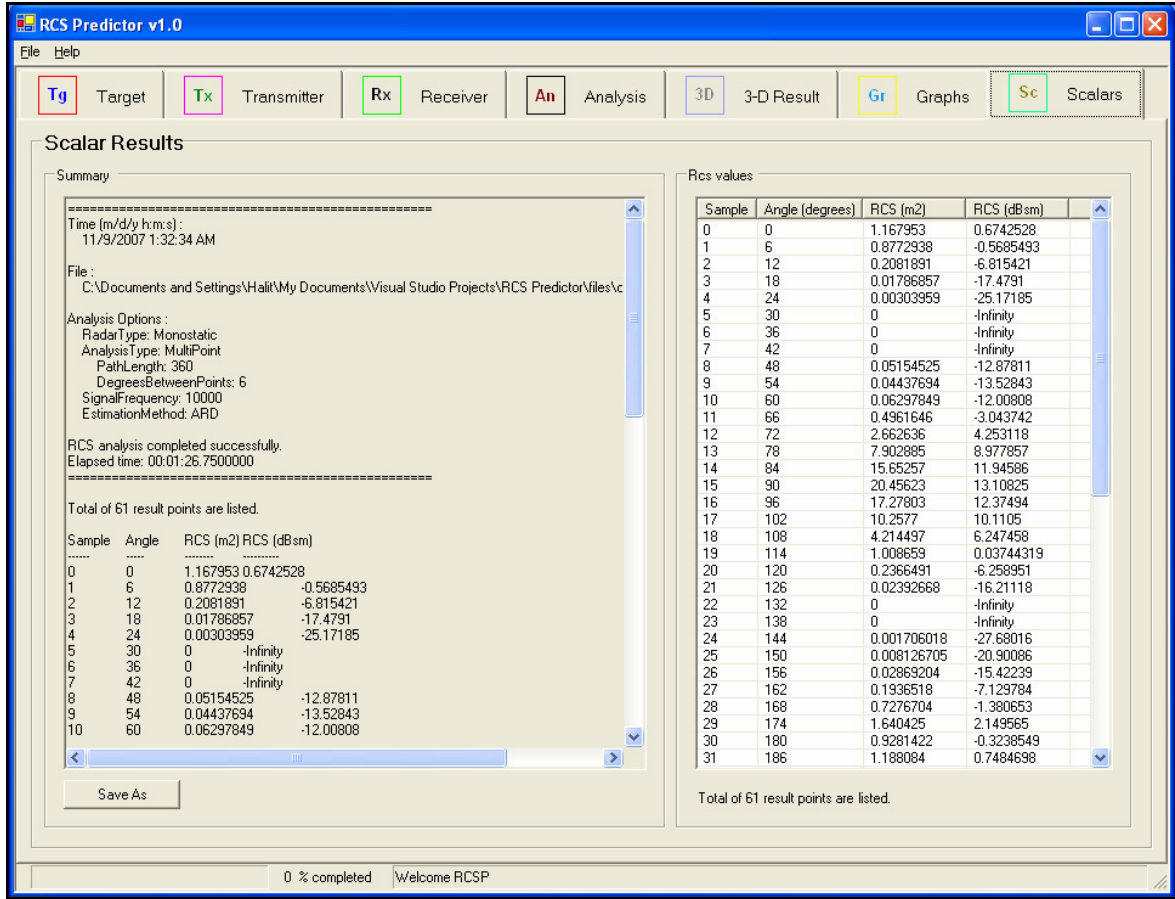 RCS Predictor v1.0
File Help
Tg Target Tx Transmitter Rx Receiver An Analysis 3D 3-D Result Gr Graphs Sc Scalars
Scalar Results
Summary
==================================================
Time (m/d/y h:m:s) :
11/9/2007 1:32:34 AM
File :
C:\Documents and Settings\Halit\My Documents\Visual Studio Projects\RCS Predictor\files\c
Analysis Options :
RadarType: Monostatic
AnalysisType: MultiPoint
PathLength: 360
DegreesBetweenPoints: 6
SignalFrequency: 10000
EstimationMethod: ARD
RCS analysis completed successfully.
Elapsed time: 00:01:26.7500000
==================================================
Total of 61 result points are listed.
Sample Angle RCS (m2) RCS (dBsm)
------ ----- -------- ----------
0 0 1.167953 0.6742528
1 6 0.8772938 -0.5685493
2 12 0.2081891 -6.815421
3 18 0.01786857 -17.4791
4 24 0.00303959 -25.17185
5 30 0 -Infinity
6 36 0 -Infinity
7 42 0 -Infinity
8 48 0.05154525 -12.87811
9 54 0.04437694 -13.52843
10 60 0.06297849 -12.00808
Save As
Rcs values
Sample Angle (degrees) RCS (m2) RCS (dBsm)
0 0 1.167953 0.6742528
1 6 0.8772938 -0.5685493
2 12 0.2081891 -6.815421
3 18 0.01786857 -17.4791
4 24 0.00303959 -25.17185
5 30 0 -Infinity
6 36 0 -Infinity
7 42 0 -Infinity
8 48 0.05154525 -12.87811
9 54 0.04437694 -13.52843
10 60 0.06297849 -12.00808
11 66 0.4961646 -3.043742
12 72 2.662636 4.253118
13 78 7.902885 8.977857
14 84 15.65257 11.94586
15 90 20.45623 13.10825
16 96 17.27803 12.37494
17 102 10.2577 10.1105
18 108 4.214497 6.247458
19 114 1.008659 0.03744319
20 120 0.2366491 -6.258951
21 126 0.02392668 -16.21118
22 132 0 -Infinity
23 138 0 -Infinity
24 144 0.001706018 -27.68016
25 150 0.008126705 -20.90086
26 156 0.02869204 -15.42239
27 162 0.1936518 -7.129784
28 168 0.7276704 -1.380653
29 174 1.640425 2.149565
30 180 0.9281422 -0.3238549
31 186 1.188084 0.7484698
Total of 61 result points are listed.
0 % completed Welcome RCSP